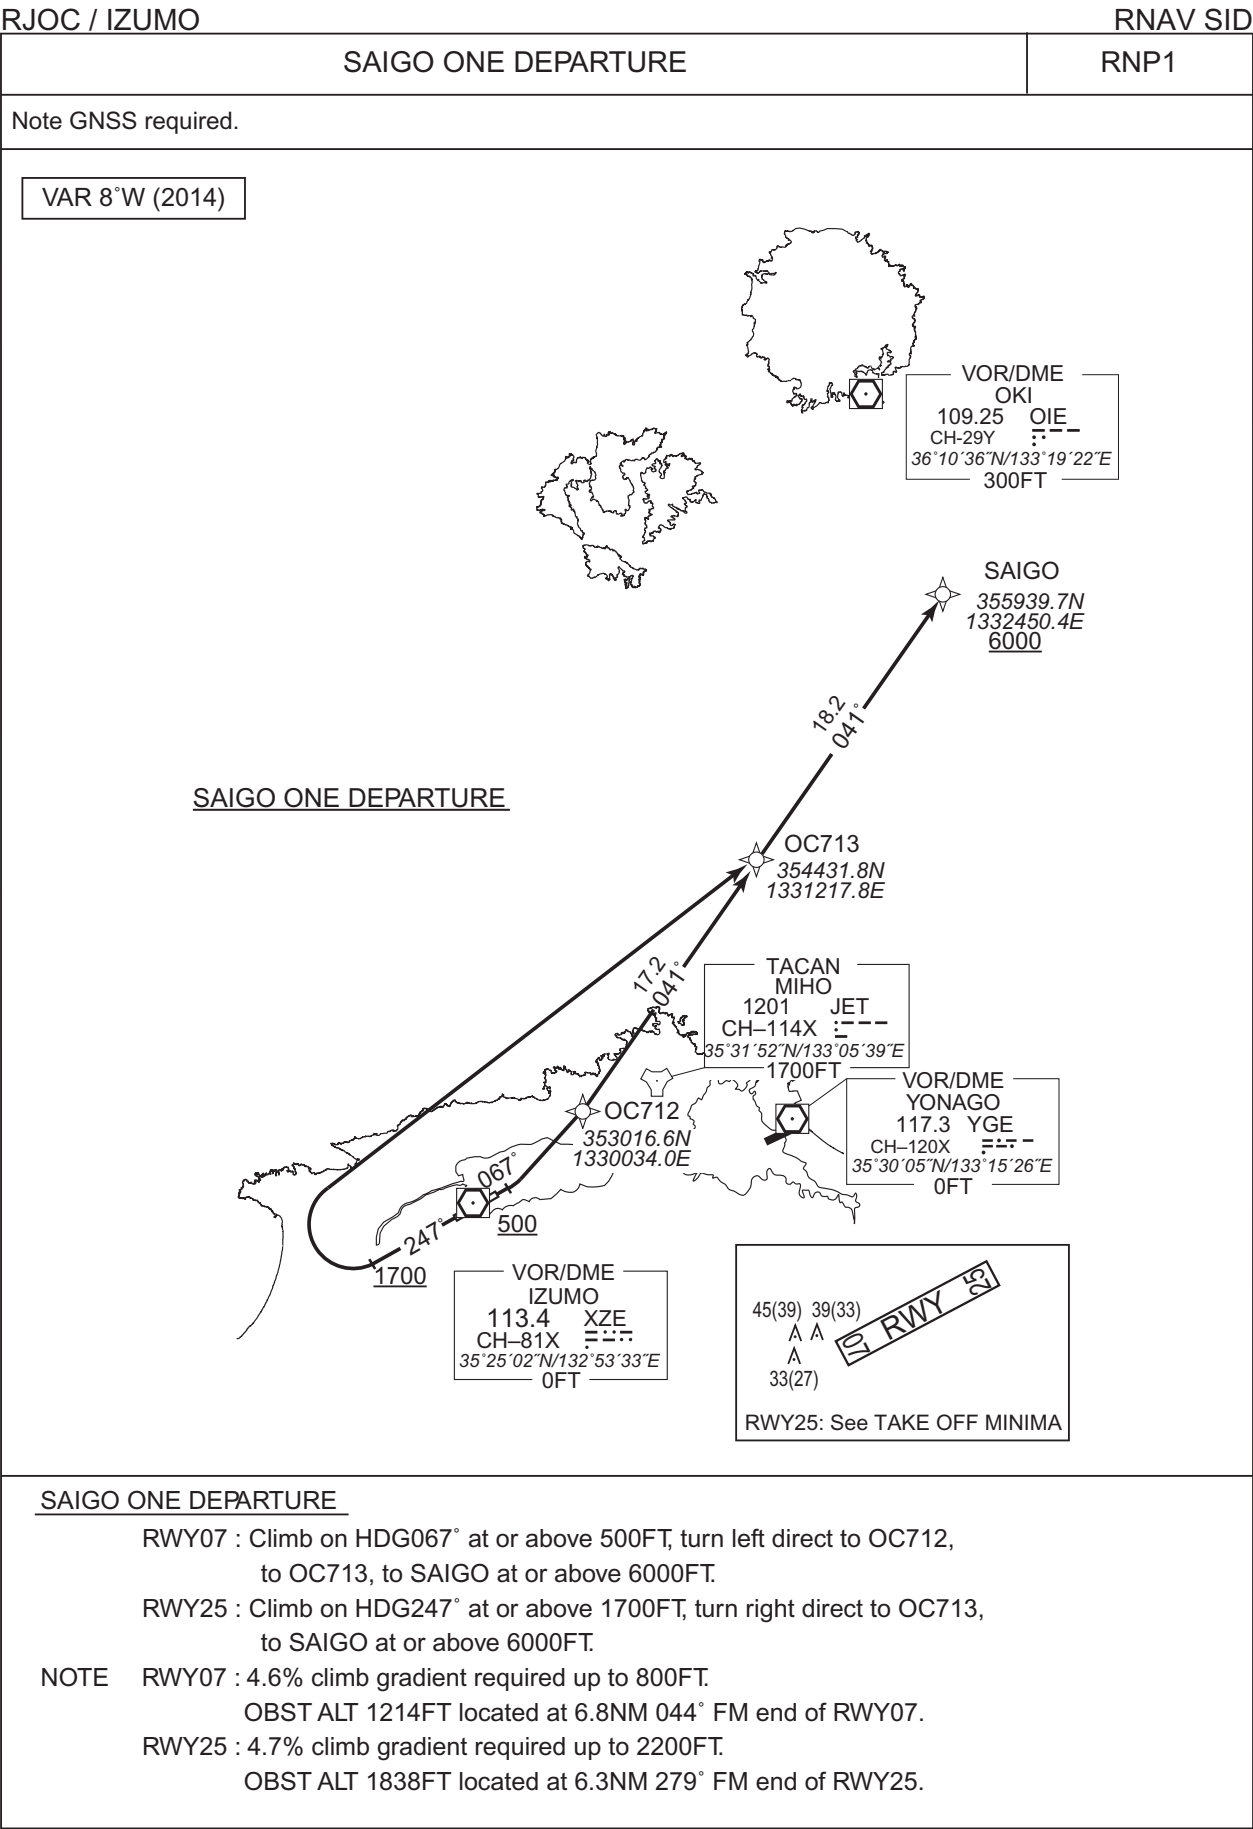 RJOC / IZUMO
RNAV SID
SAIGO ONE DEPARTURE
RNP1
Note GNSS required.
VAR 8˚W (2014)
VOR/DME
OKI
109.25 OIE
CH-29Y
36˚10´36˝N/133˚19´22˝E
300FT
SAIGO
355939.7N
1332450.4E
6000
18.2
041˚
SAIGO ONE DEPARTURE
OC713
354431.8N
1331217.8E
17.2
041˚
TACAN
MIHO
1201 JET
CH–114X
35˚31´52˝N/133˚05´39˝E
1700FT
VOR/DME
YONAGO
117.3 YGE
CH–120X
35˚30´05˝N/133˚15´26˝E
0FT
OC712
353016.6N
1330034.0E
067˚
247˚
500
1700
VOR/DME
IZUMO
113.4 XZE
CH–81X
35˚25´02˝N/132˚53´33˝E
0FT
45(39) 39(33)
33(27)
07 RWY 25
RWY25: See TAKE OFF MINIMA
SAIGO ONE DEPARTURE
RWY07 : Climb on HDG067˚ at or above 500FT, turn left direct to OC712,
to OC713, to SAIGO at or above 6000FT.
RWY25 : Climb on HDG247˚ at or above 1700FT, turn right direct to OC713,
to SAIGO at or above 6000FT.
NOTE RWY07 : 4.6% climb gradient required up to 800FT.
OBST ALT 1214FT located at 6.8NM 044˚ FM end of RWY07.
RWY25 : 4.7% climb gradient required up to 2200FT.
OBST ALT 1838FT located at 6.3NM 279˚ FM end of RWY25.